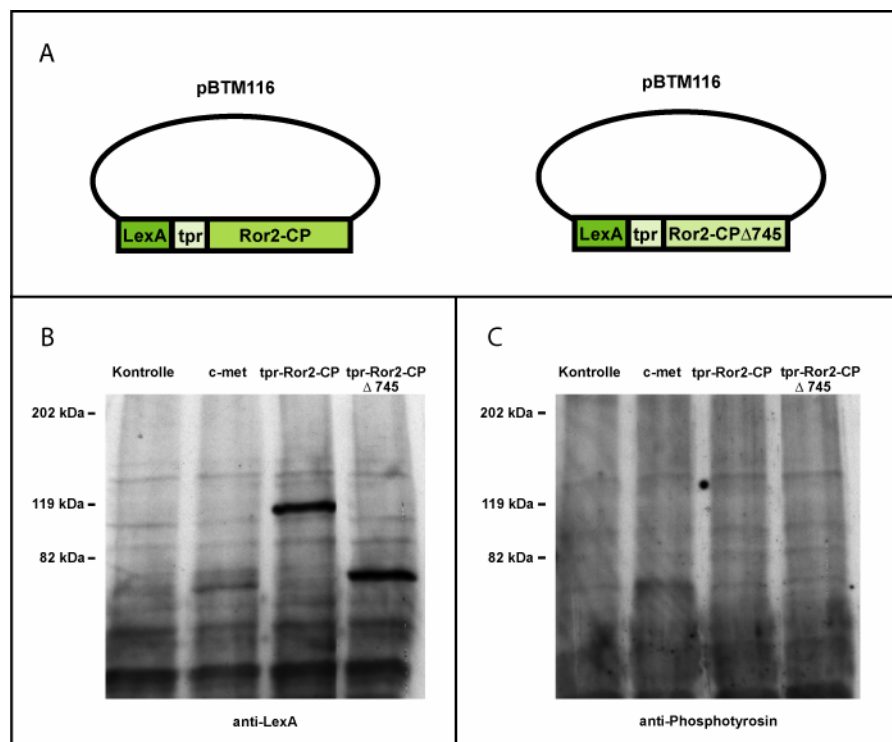 A
pBTM116
pBTM116
LexA tpr Ror2-CP
LexA tpr Ror2-CPΔ745
B
Kontrolle c-met tpr-Ror2-CP tpr-Ror2-CP
Δ 745
202 kDa –
119 kDa –
82 kDa –
anti-LexA
C
Kontrolle c-met tpr-Ror2-CP tpr-Ror2-CP
Δ 745
202 kDa –
119 kDa –
82 kDa –
anti-Phosphotyrosin